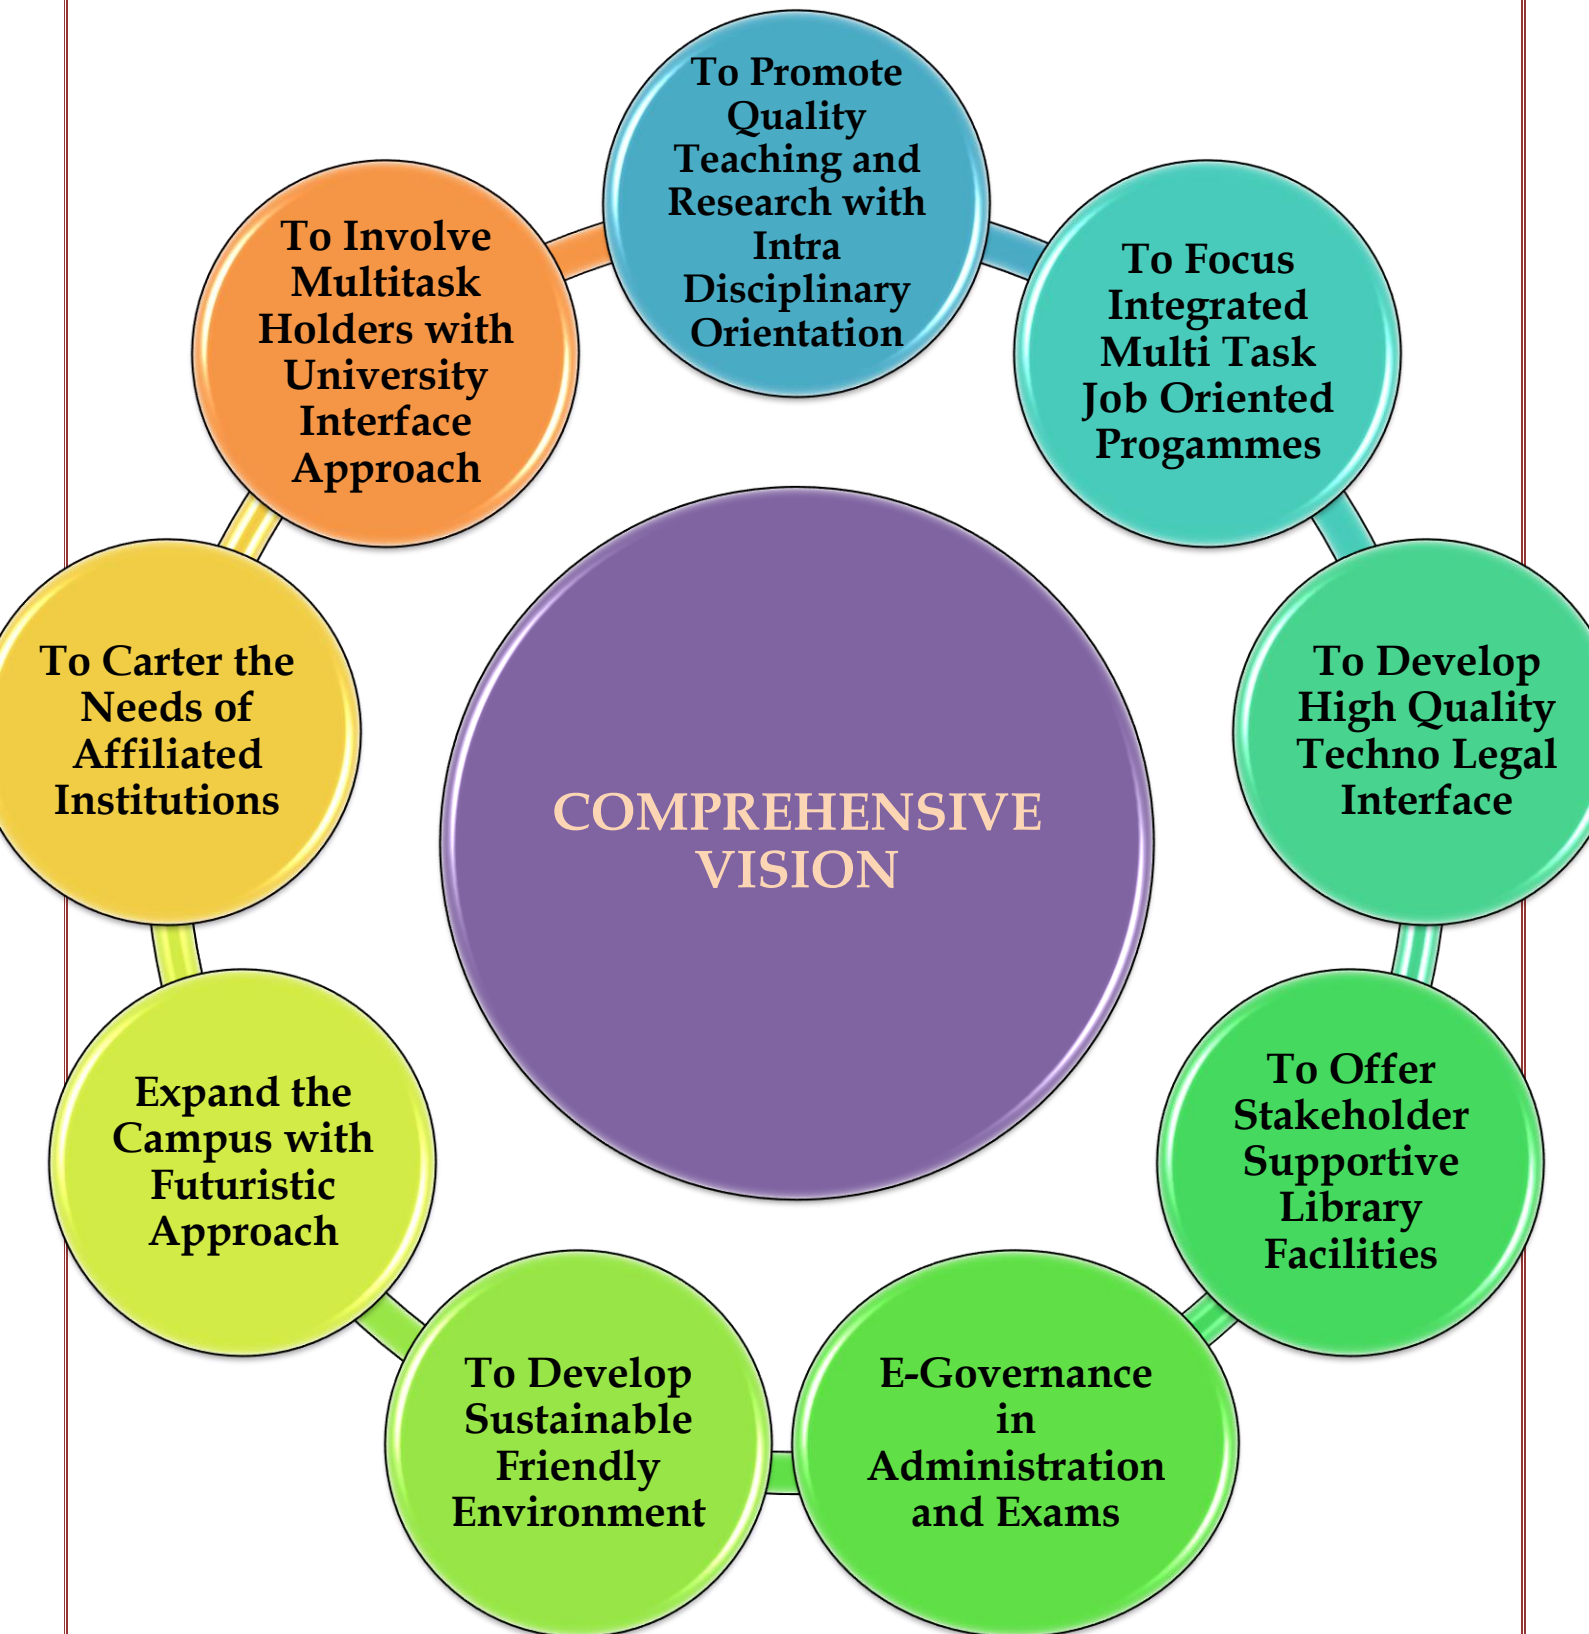 To Promote
Quality
Teaching and
Research with
Intra
Disciplinary
Orientation
To Focus
Integrated
Multi Task
Job Oriented
Progammes
To Develop
High Quality
Techno Legal
Interface
To Offer
Stakeholder
Supportive
Library
Facilities
E-Governance
in
Administration
and Exams
To Develop
Sustainable
Friendly
Environment
Expand the
Campus with
Futuristic
Approach
To Carter the
Needs of
Affiliated
Institutions
To Involve
Multitask
Holders with
University
Interface
Approach
COMPREHENSIVE
VISION